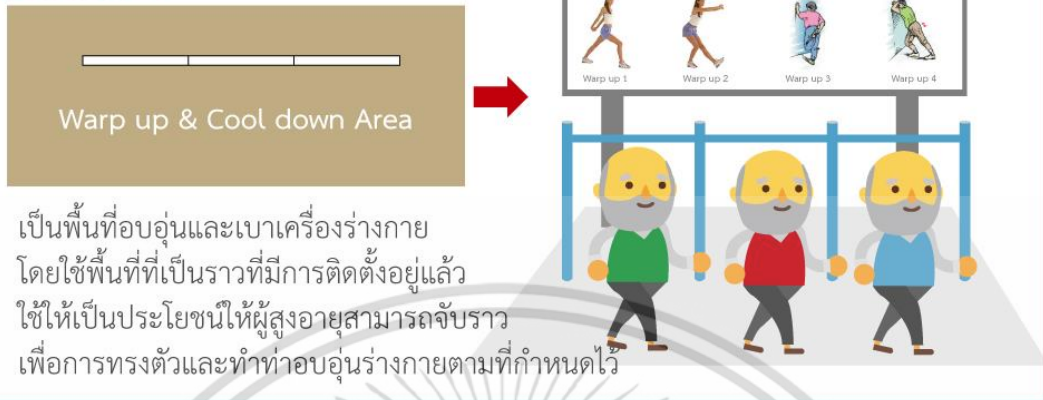 Warp up 1 Warp up 2 Warp up 3 Warp up 4
Warp up & Cool down Area
เป็นพื้นที่อบอุ่นและเบาเครื่องร่างกาย
โดยใช้พื้นที่ที่เป็นราวที่มีการติดตั้งอยู่แล้ว
ใช้ให้เป็นประโยชน์ให้ผู้สูงอายุสามารถจับราว
เพื่อการทรงตัวและทำท่าอบอุ่นร่างกายตามที่กำหนดไว้